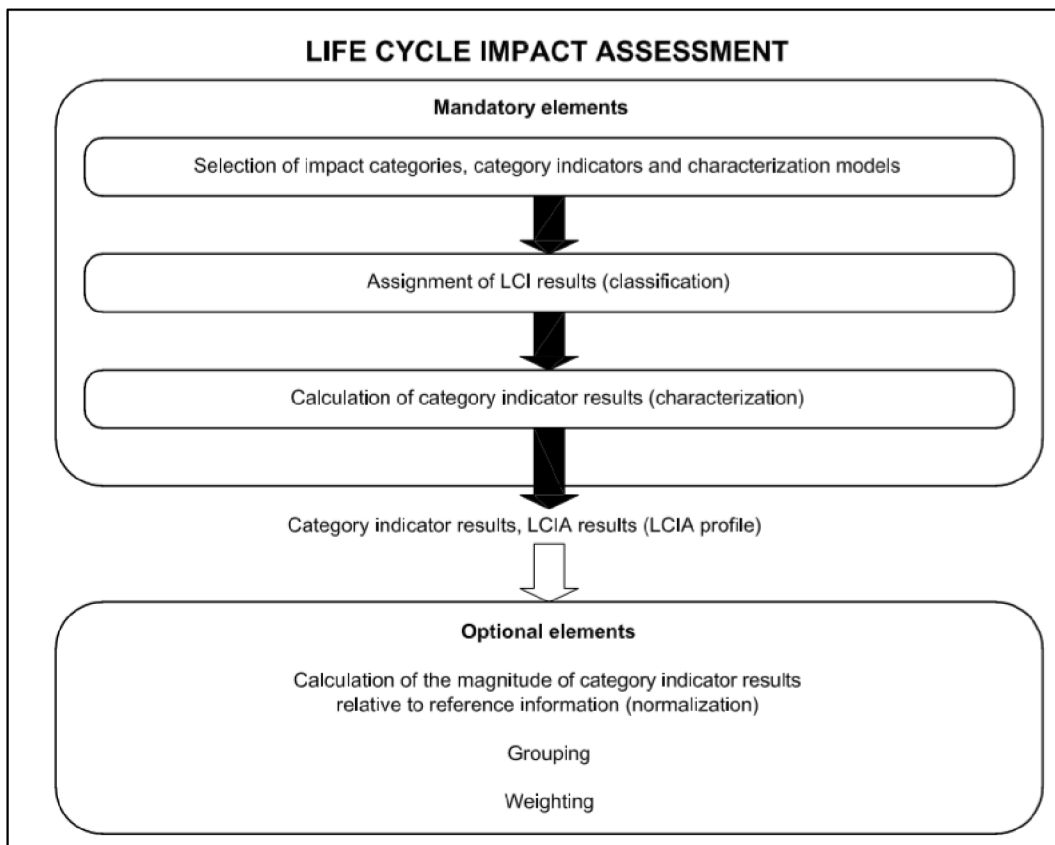 LIFE CYCLE IMPACT ASSESSMENT
Mandatory elements
Selection of impact categories, category indicators and characterization models
Assignment of LCI results (classification)
Calculation of category indicator results (characterization)
Category indicator results, LCIA results (LCIA profile)
Optional elements
Calculation of the magnitude of category indicator results
relative to reference information (normalization)
Grouping
Weighting